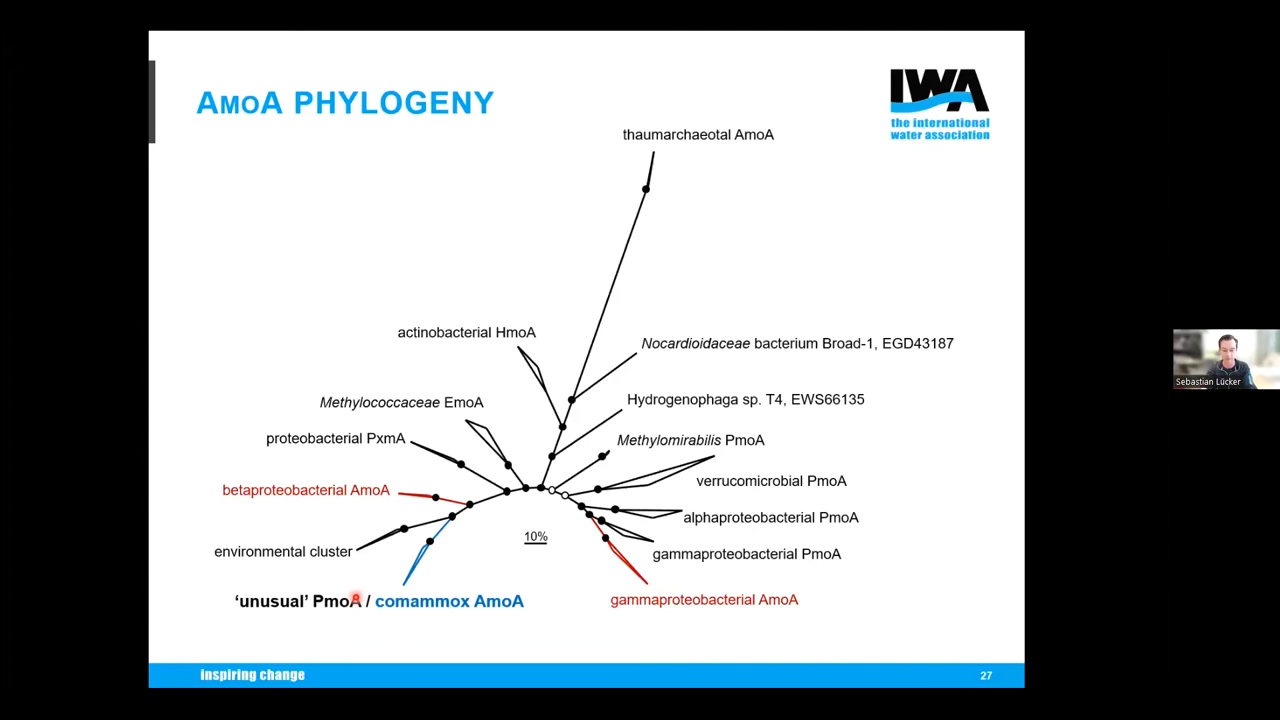 AMOA PHYLOGENY
IWA
the international
water association
thaumarchaeotal AmoA
actinobacterial HmoA
Nocardioidaceae bacterium Broad-1, EGD43187
Methylococcaceae EmoA
Hydrogenophaga sp. T4, EWS66135
proteobacterial PxmA
Methylomirabilis PmoA
verrucomicrobial PmoA
betaproteobacterial AmoA
alphaproteobacterial PmoA
10%
environmental cluster
gammaproteobacterial PmoA
‘unusual’ PmoA / comammox AmoA
gammaproteobacterial AmoA
inspiring change
27
Sebastian Lücker